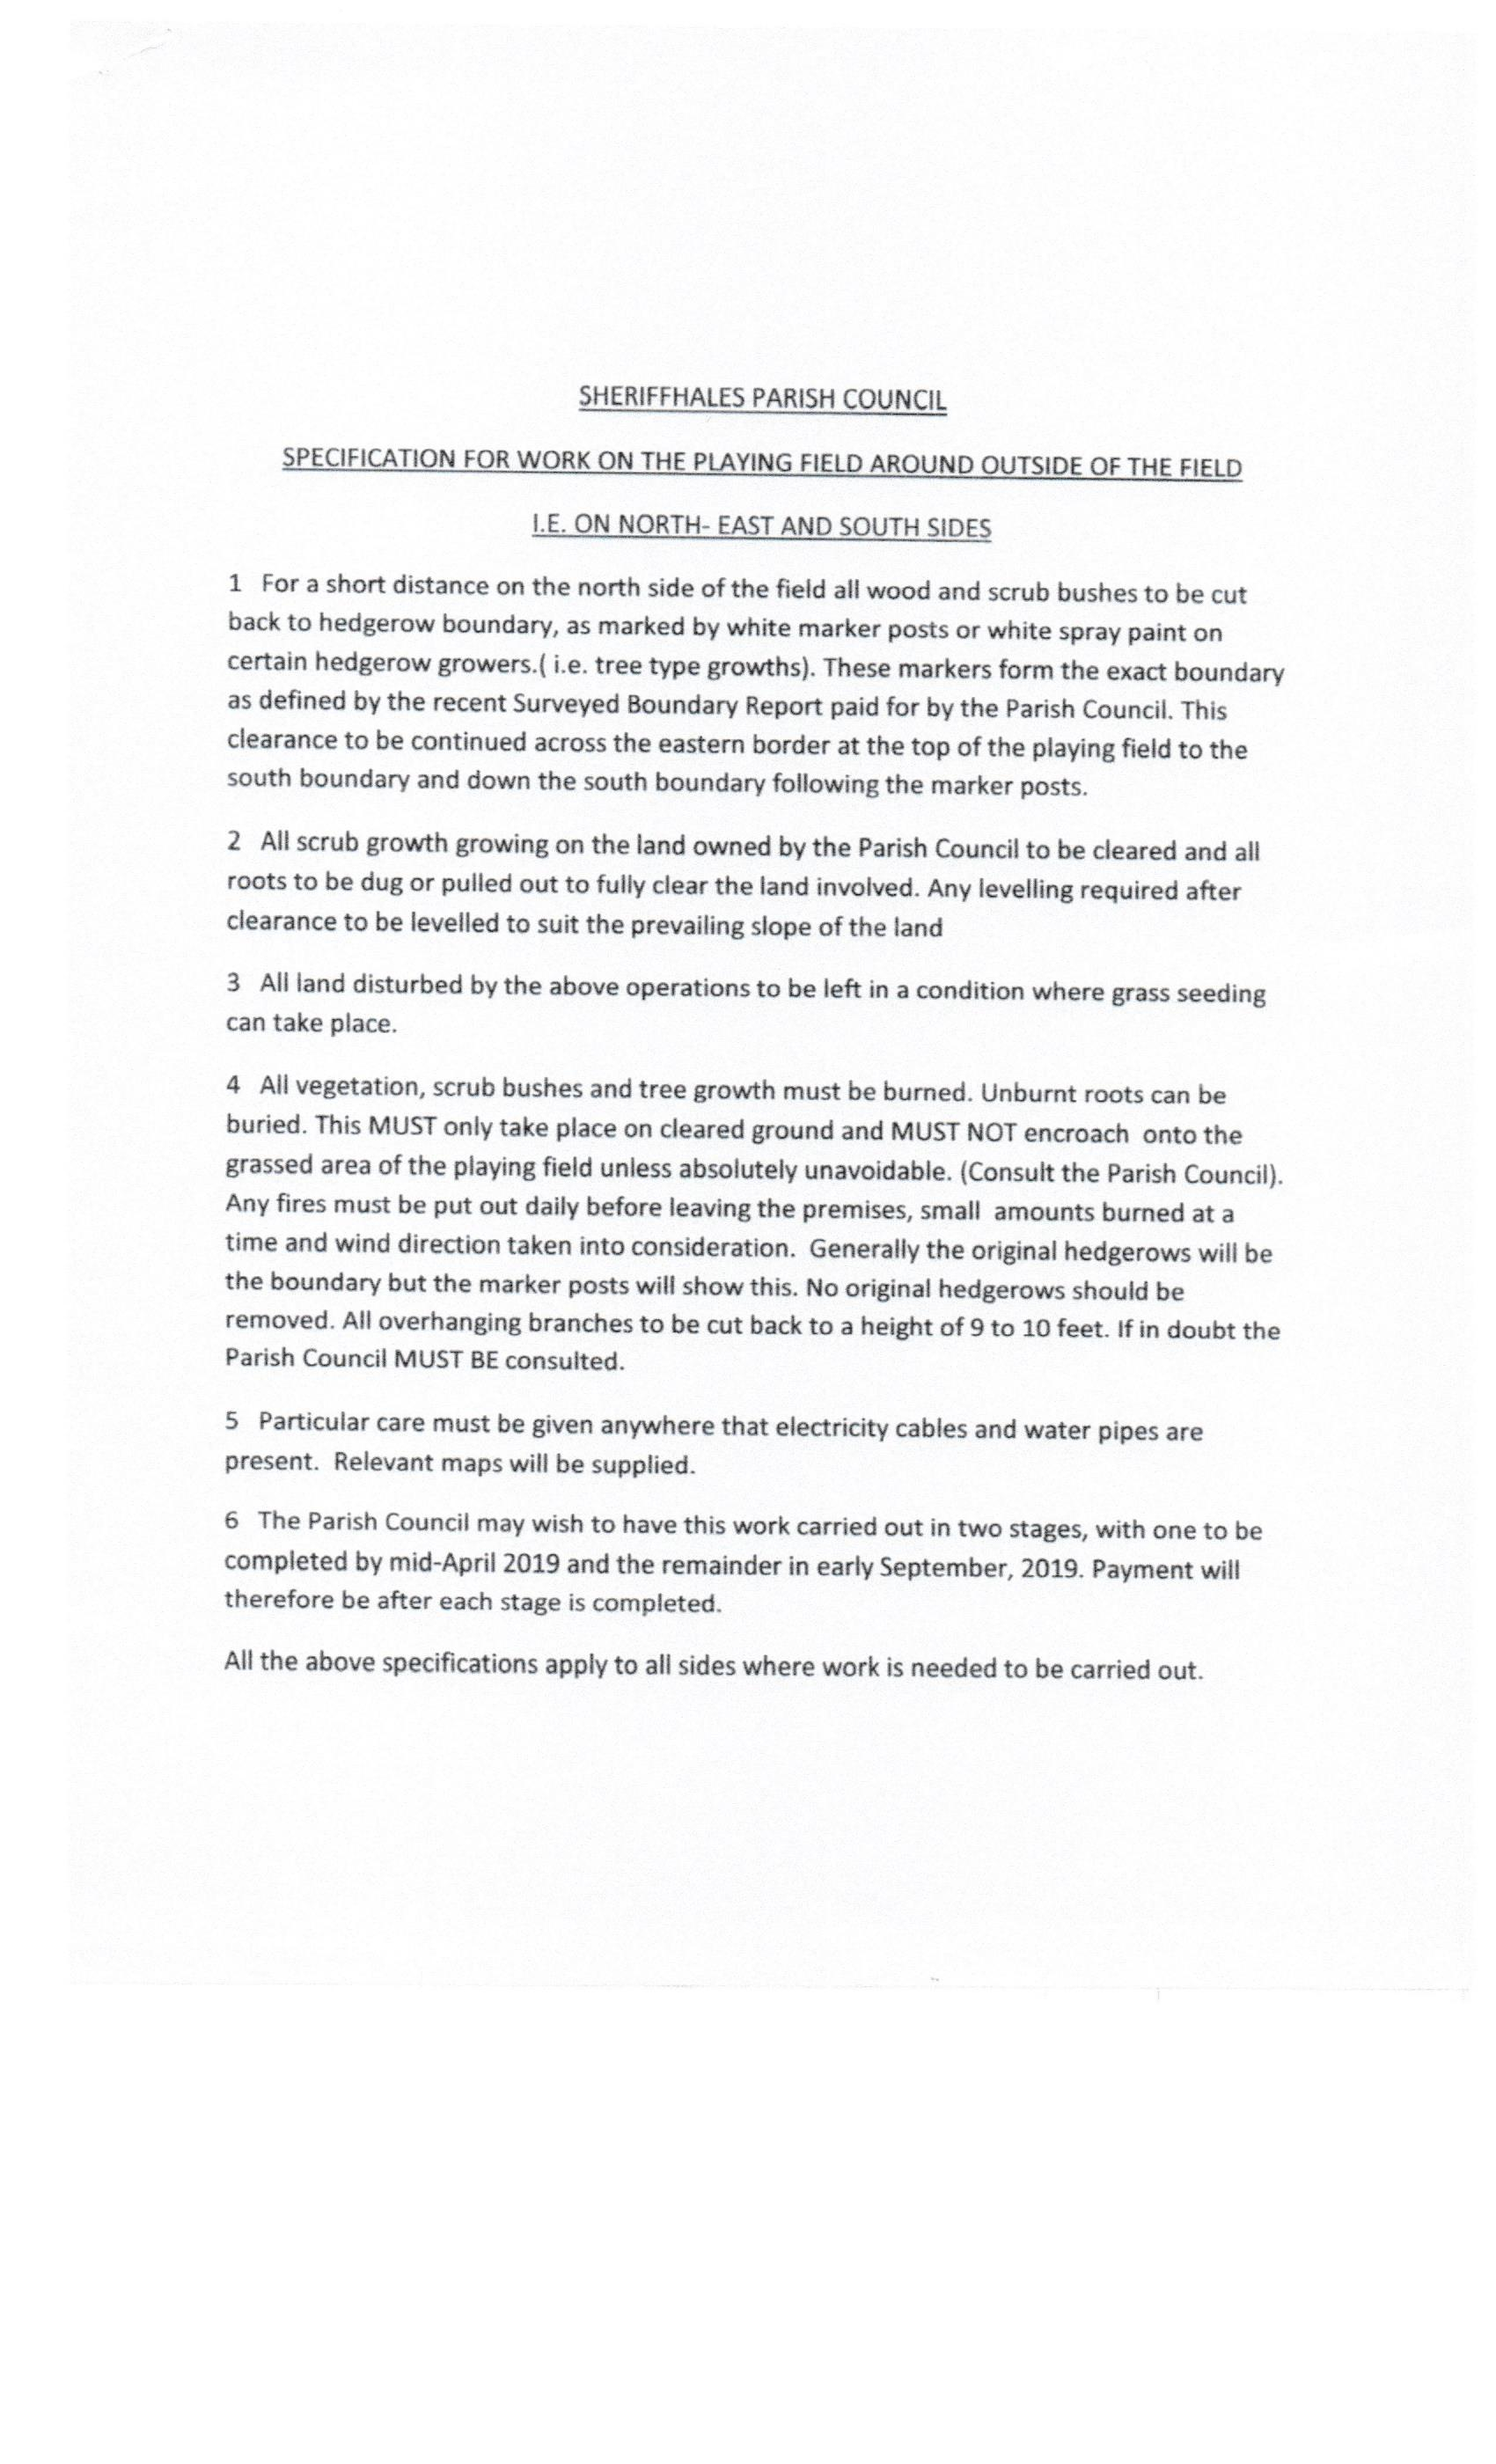 SHERIFFHALES PARISH COUNCIL
SPECIFICATION FOR WORK ON THE PLAYING FIELD AROUND OUTSIDE OF THE FIELD
I.E. ON NORTH- EAST AND SOUTH SIDES
1 For a short distance on the north side of the field all wood and scrub bushes to be cut
back to hedgerow boundary, as marked by white marker posts or white spray paint on
certain hedgerow growers.( i.e. tree type growths). These markers form the exact boundary
as defined by the recent Surveyed Boundary Report paid for by the Parish Council. This
clearance to be continued across the eastern border at the top of the playing field to the
south boundary and down the south boundary following the marker posts.
2 All scrub growth growing on the land owned by the Parish Council to be cleared and all
roots to be dug or pulled out to fully clear the land involved. Any levelling required after
clearance to be levelled to suit the prevailing slope of the land
3 All land disturbed by the above operations to be left in a condition where grass seeding
can take place.
4 All vegetation, scrub bushes and tree growth must be burned. Unburnt roots can be
buried. This MUST only take place on cleared ground and MUST NOT encroach onto the
grassed area of the playing field unless absolutely unavoidable. (Consult the Parish Council).
Any fires must be put out daily before leaving the premises, small amounts burned at a
time and wind direction taken into consideration. Generally the original hedgerows will be
the boundary but the marker posts will show this. No original hedgerows should be
removed. All overhanging branches to be cut back to a height of 9 to 10 feet. If in doubt the
Parish Council MUST BE consulted.
5 Particular care must be given anywhere that electricity cables and water pipes are
present. Relevant maps will be supplied.
6 The Parish Council may wish to have this work carried out in two stages, with one to be
completed by mid-April 2019 and the remainder in early September, 2019. Payment will
therefore be after each stage is completed.
All the above specifications apply to all sides where work is needed to be carried out.